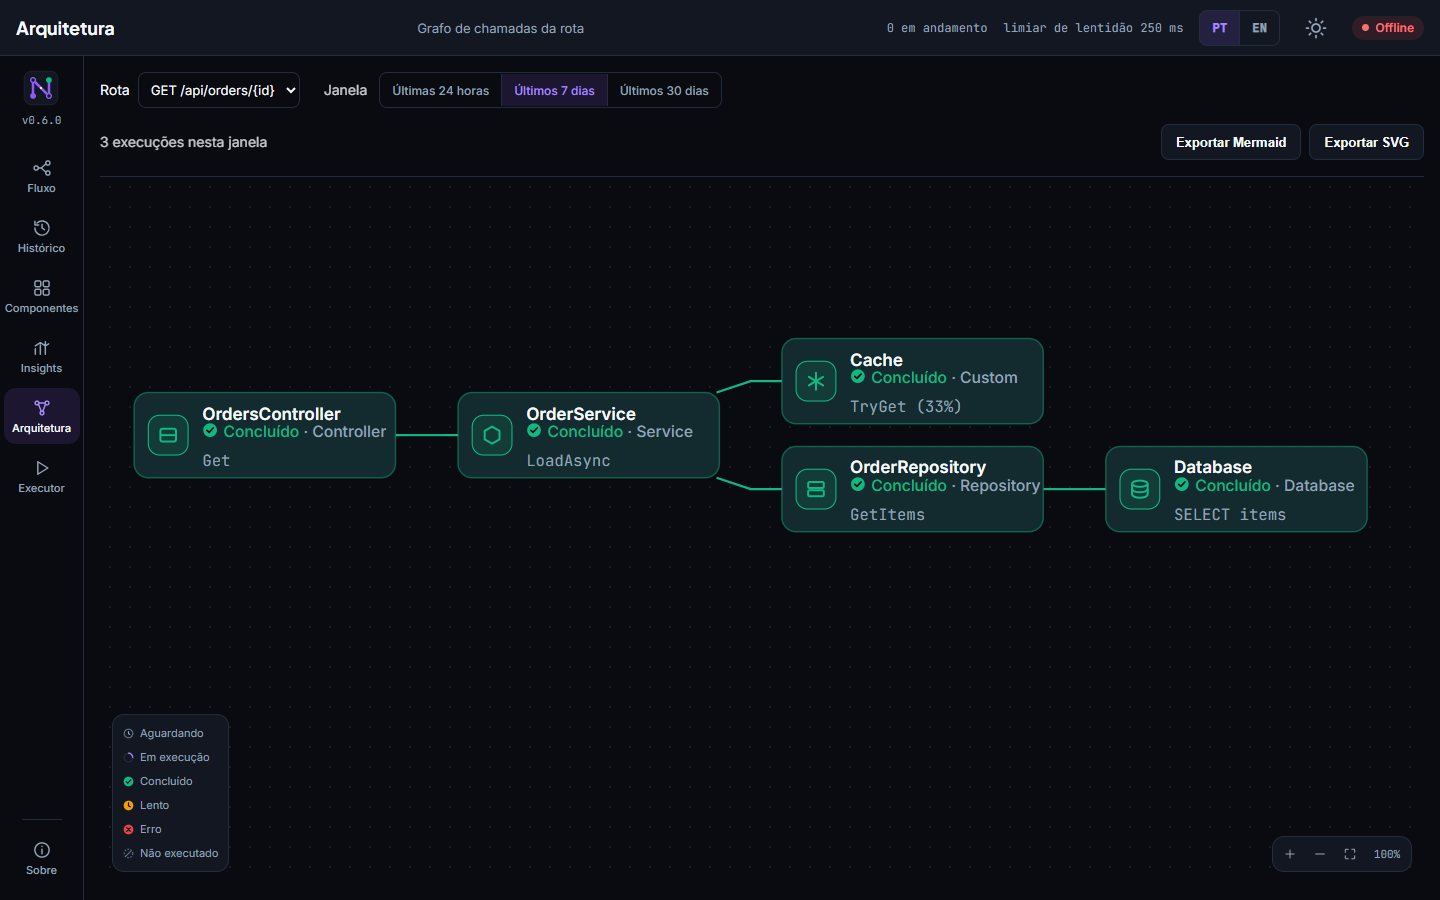 Arquitetura
Grafo de chamadas da rota
0 em andamento
limiar de lentidão 250 ms
PT
EN
Offline
v0.6.0
Fluxo
Histórico
Componentes
Insights
Arquitetura
Executor
Sobre
Rota
GET /api/orders/{id}
Janela
Últimas 24 horas
Últimos 7 dias
Últimos 30 dias
3 execuções nesta janela
Exportar Mermaid
Exportar SVG
OrdersController
Concluído · Controller
Get
OrderService
Concluído · Service
LoadAsync
Cache
Concluído · Custom
TryGet (33%)
OrderRepository
Concluído · Repository
GetItems
Database
Concluído · Database
SELECT items
Aguardando
Em execução
Concluído
Lento
Erro
Não executado
100%